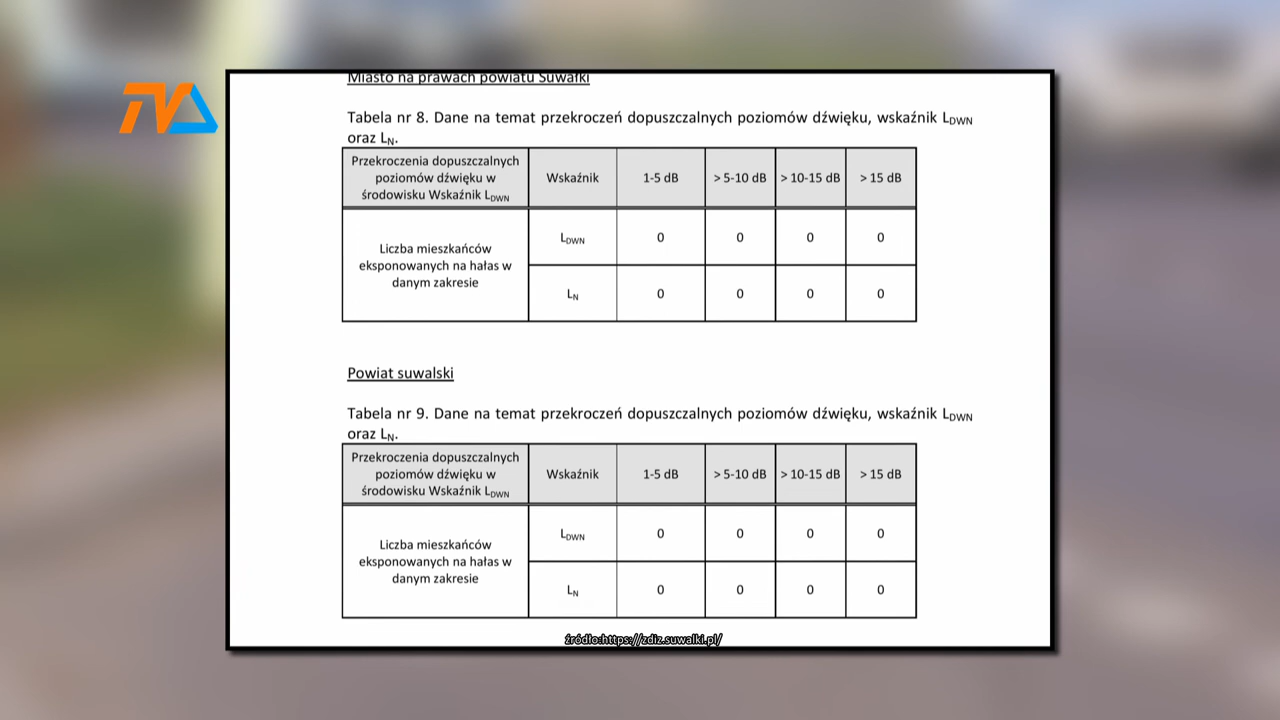 TVA
Miasto na prawach powiatu Suwałki
Tabela nr 8. Dane na temat przekroczeń dopuszczalnych poziomów dźwięku, wskaźnik LDWN
oraz LN.
Przekroczenia dopuszczalnych
poziomów dźwięku w
środowisku Wskaźnik LDWN
Wskaźnik
1-5 dB
> 5-10 dB
> 10-15 dB
> 15 dB
Liczba mieszkańców
eksponowanych na hałas w
danym zakresie
LDWN
0
0
0
0
LN
0
0
0
0
Powiat suwalski
Tabela nr 9. Dane na temat przekroczeń dopuszczalnych poziomów dźwięku, wskaźnik LDWN
oraz LN.
Przekroczenia dopuszczalnych
poziomów dźwięku w
środowisku Wskaźnik LDWN
Wskaźnik
1-5 dB
> 5-10 dB
> 10-15 dB
> 15 dB
Liczba mieszkańców
eksponowanych na hałas w
danym zakresie
LDWN
0
0
0
0
LN
0
0
0
0
źródło:https://zdiz.suwalki.pl/